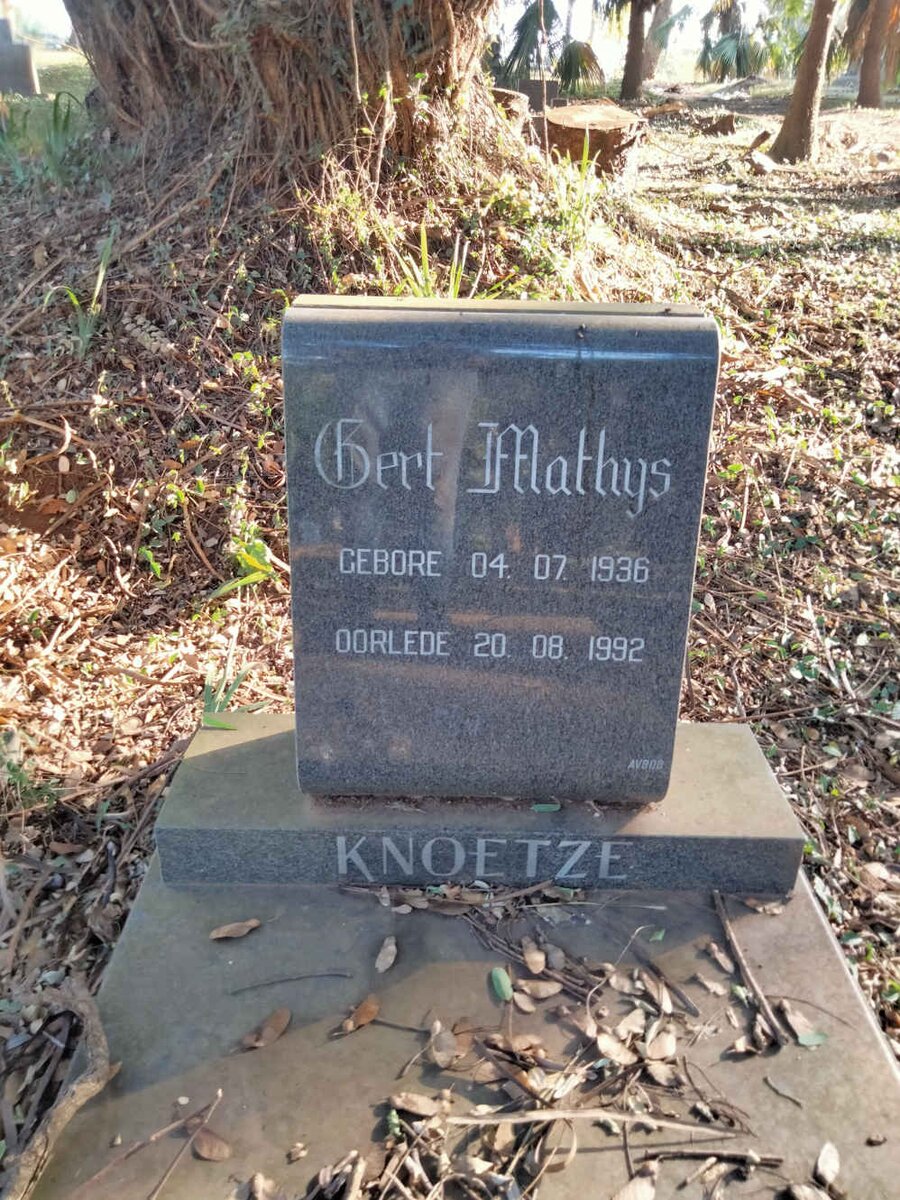 Gert Mathys
GEBORE 04. 07. 1936
OORLEDE 20. 08. 1992
AVBOB
KNOETZE